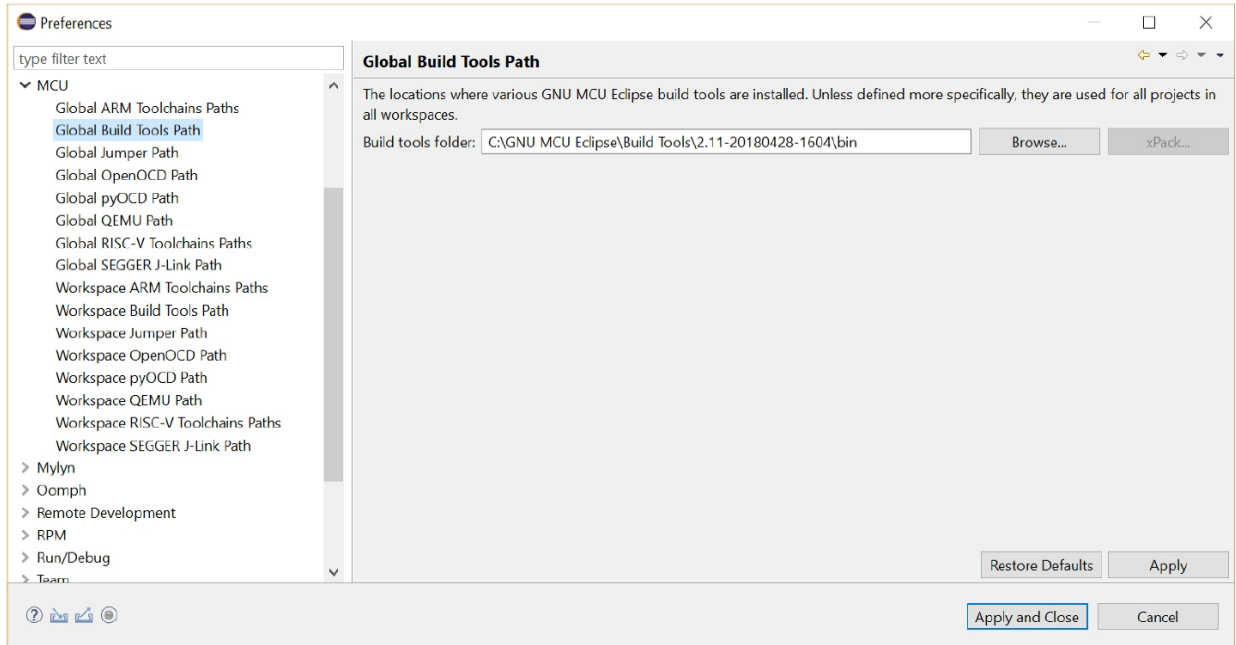 Preferences
type filter text
MCU
Global ARM Toolchains Paths
Global Build Tools Path
Global Jumper Path
Global OpenOCD Path
Global pyOCD Path
Global QEMU Path
Global RISC-V Toolchains Paths
Global SEGGER J-Link Path
Workspace ARM Toolchains Paths
Workspace Build Tools Path
Workspace Jumper Path
Workspace OpenOCD Path
Workspace pyOCD Path
Workspace QEMU Path
Workspace RISC-V Toolchains Paths
Workspace SEGGER J-Link Path
Mylyn
Oomph
Remote Development
RPM
Run/Debug
Team
Global Build Tools Path
The locations where various GNU MCU Eclipse build tools are installed. Unless defined more specifically, they are used for all projects in
all workspaces.
Build tools folder: C:\GNU MCU Eclipse\Build Tools\2.11-20180428-1604\bin Browse... xPack...
Restore Defaults Apply
Apply and Close Cancel